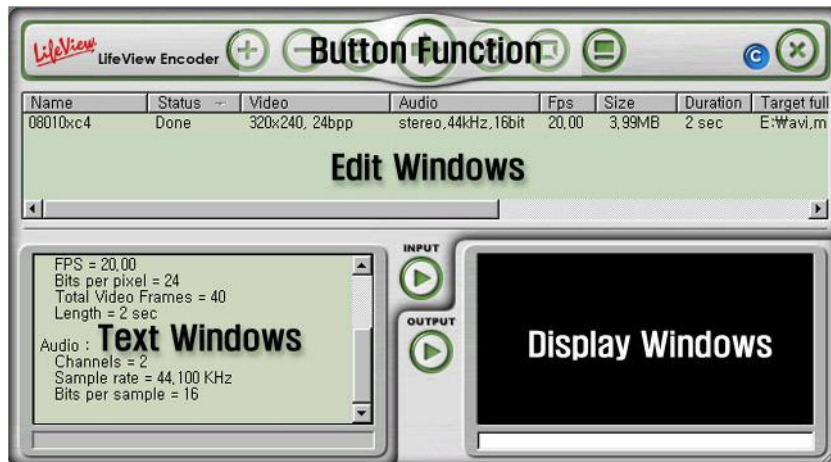 LifeView
LifeView Encoder
Button Function
Name Status Video Audio Fps Size Duration Target full
08010xc4 Done 320x240, 24bpp stereo,44kHz,16bit 20,00 3,99MB 2 sec E:₩avi,m
Edit Windows
FPS = 20,00
Bits per pixel = 24
Total Video Frames = 40
Length = 2 sec
Text Windows
Audio :
Channels = 2
Sample rate = 44,100 KHz
Bits per sample = 16
INPUT
OUTPUT
Display Windows